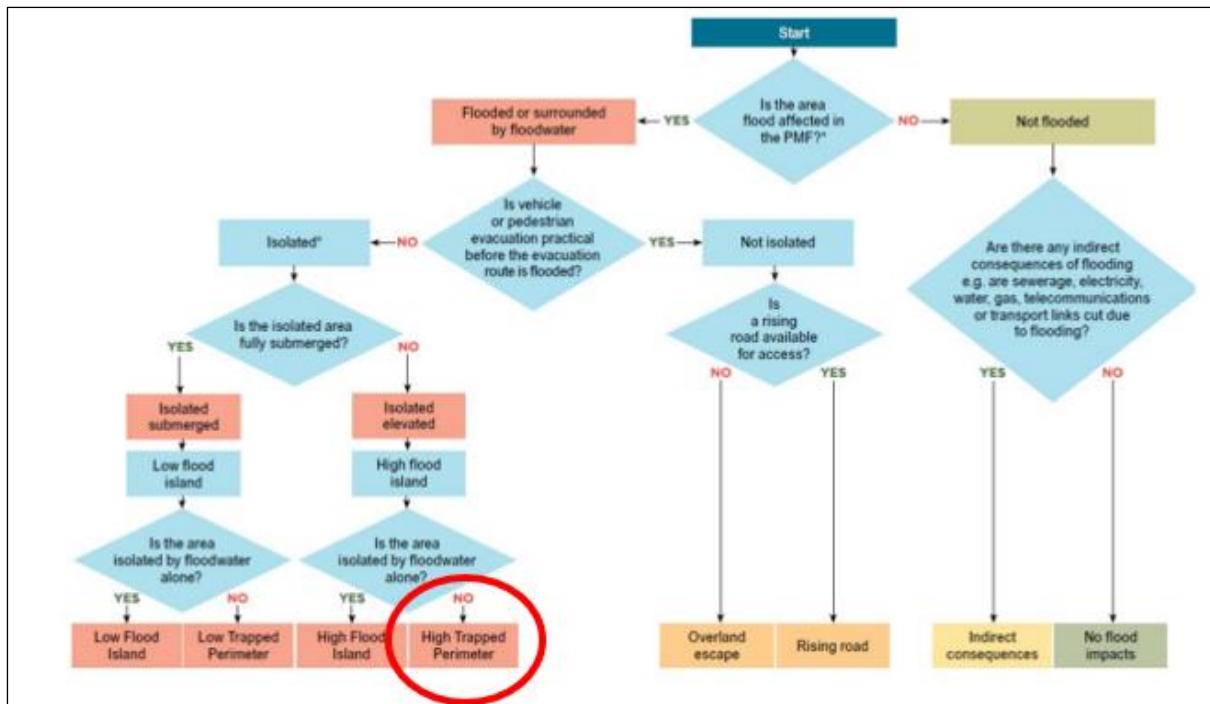 Start
Is the area
flood affected in
the PMF?*
YES
NO
Flooded or surrounded
by floodwater
Not flooded
Is vehicle
or pedestrian
evacuation practical
before the evacuation
route is flooded?
NO
YES
Isolated*
Not isolated
Are there any indirect
consequences of flooding
e.g. are sewerage, electricity,
water, gas, telecommunications
or transport links cut due
to flooding?
Is the isolated area
fully submerged?
YES
NO
Is
a rising
road available
for access?
NO
YES
YES
NO
Isolated
submerged
Isolated
elevated
Low flood
island
High flood
island
Is the area
isolated by floodwater
alone?
Is the area
isolated by floodwater
alone?
YES
NO
YES
NO
Low Flood
Island
Low Trapped
Perimeter
High Flood
Island
High Trapped
Perimeter
Overland
escape
Rising road
Indirect
consequences
No flood
impacts